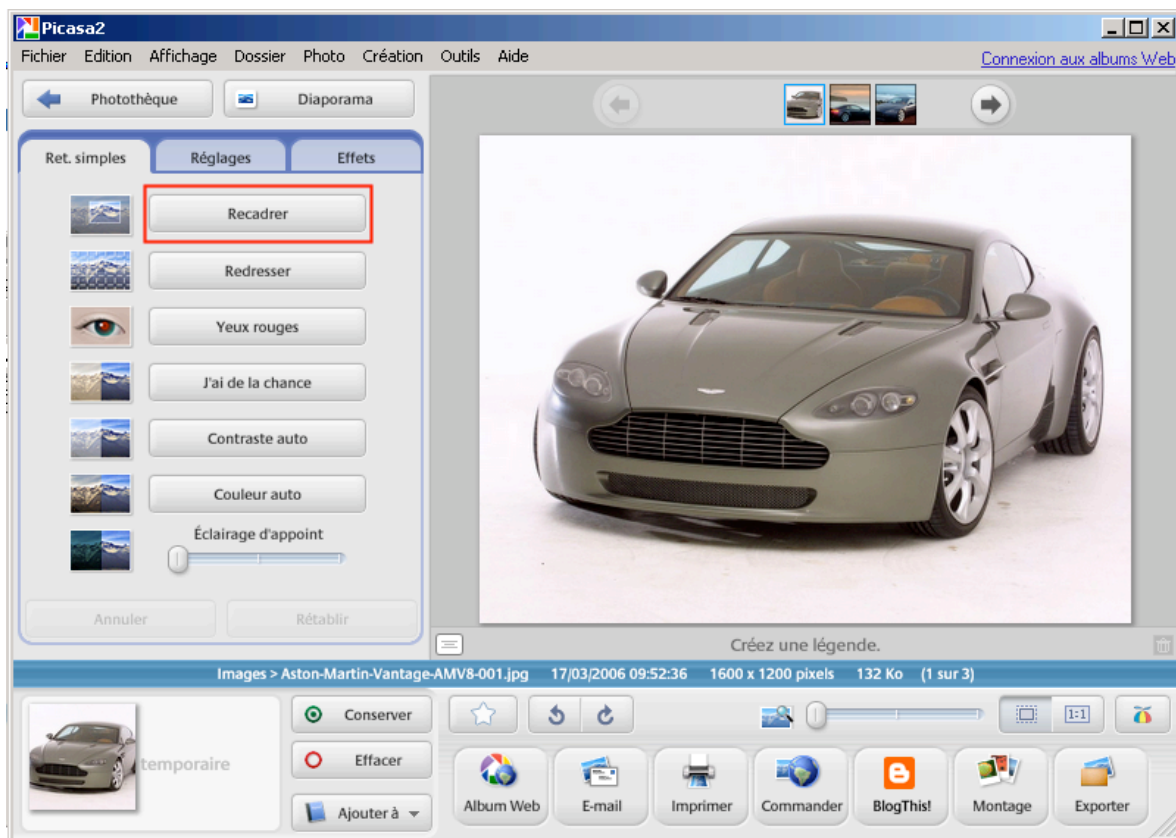 Picasa2
Fichier Edition Affichage Dossier Photo Création Outils Aide
Connexion aux albums Web
Photothèque
Diaporama
Ret. simples
Réglages
Effets
Recadrer
Redresser
Yeux rouges
J'ai de la chance
Contraste auto
Couleur auto
Éclairage d'appoint
Annuler
Rétablir
Créez une légende.
Images > Aston-Martin-Vantage-AMV8-001.jpg 17/03/2006 09:52:36 1600 x 1200 pixels 132 Ko (1 sur 3)
temporaire
Conserver
Effacer
Ajouter à
1:1
Album Web
E-mail
Imprimer
Commander
BlogThis!
Montage
Exporter